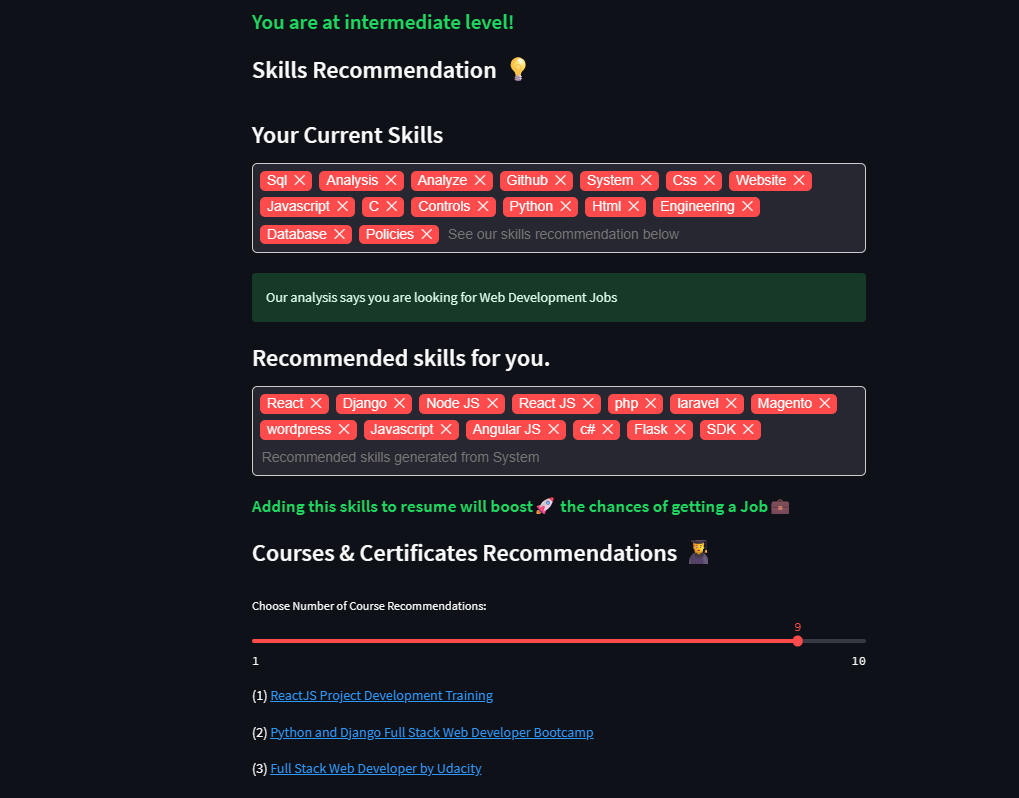 You are at intermediate level!
Skills Recommendation 💡
Your Current Skills
Sql × Analysis × Analyze × Github × System × Css × Website ×
Javascript × C × Controls × Python × Html × Engineering ×
Database × Policies × See our skills recommendation below
Our analysis says you are looking for Web Development Jobs
Recommended skills for you.
React × Django × Node JS × React JS × php × laravel × Magento ×
wordpress × Javascript × Angular JS × c# × Flask × SDK ×
Recommended skills generated from System
Adding this skills to resume will boost🚀 the chances of getting a Job💼
Courses & Certificates Recommendations 👩‍🎓
Choose Number of Course Recommendations:
9
1 10
(1) ReactJS Project Development Training
(2) Python and Django Full Stack Web Developer Bootcamp
(3) Full Stack Web Developer by Udacity